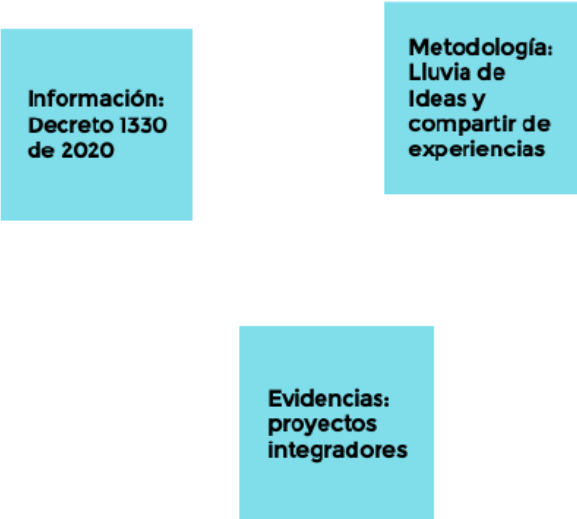 Información:
Decreto 1330
de 2020
Metodología:
Lluvia de
Ideas y
compartir de
experiencias
Evidencias:
proyectos
integradores